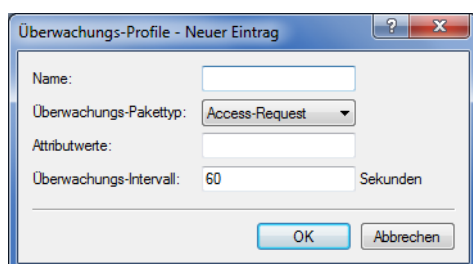 Überwachungs-Profile - Neuer Eintrag ? X
Name:
Überwachungs-Pakettyp: Access-Request
Attributwerte:
Überwachungs-Intervall: 60 Sekunden
OK Abbrechen